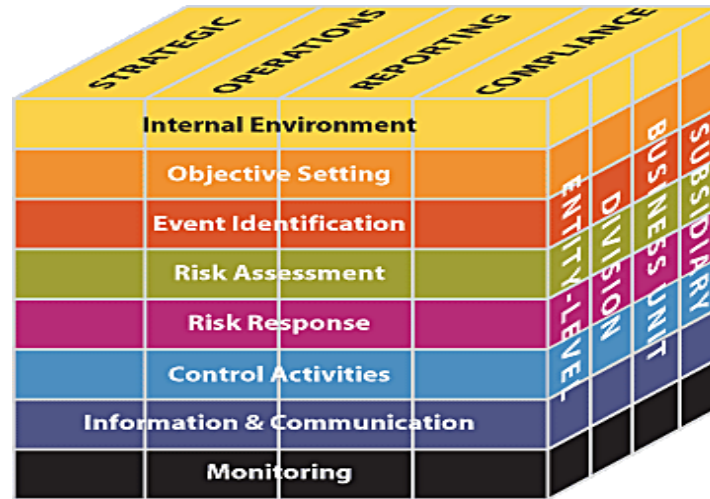 STRATEGIC
OPERATIONS
REPORTING
COMPLIANCE
Internal Environment
Objective Setting
Event Identification
Risk Assessment
Risk Response
Control Activities
Information & Communication
Monitoring
ENTITY-LEVEL
DIVISION
BUSINESS UNIT
SUBSIDIARY